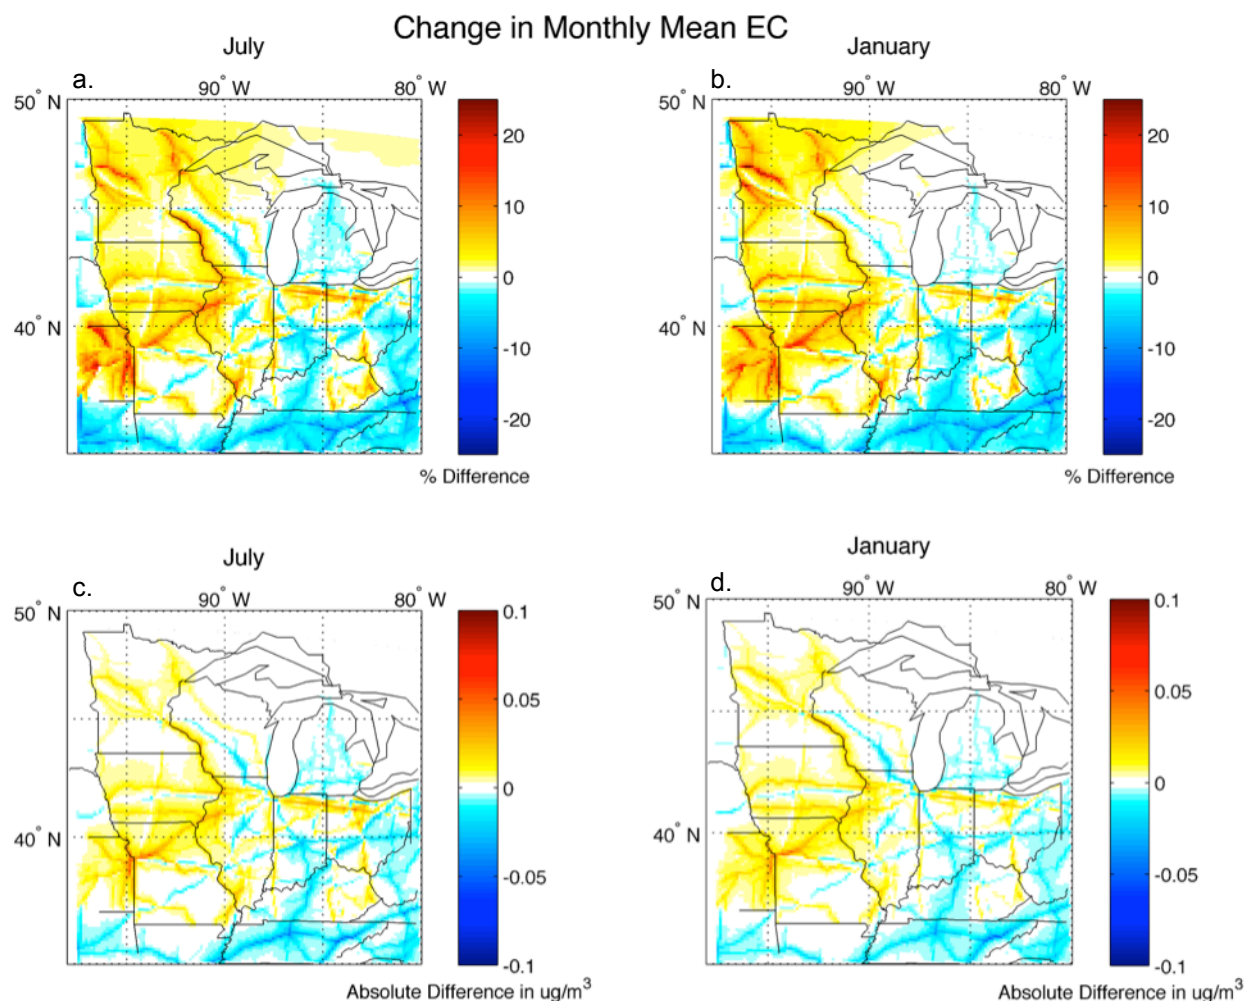 Change in Monthly Mean EC
July
January
a.
90° W
80° W
b.
90° W
80° W
50° N
40° N
20
10
0
-10
-20
% Difference
50° N
40° N
20
10
0
-10
-20
% Difference
July
January
c.
90° W
80° W
d.
90° W
80° W
50° N
40° N
0.1
0.05
0
-0.05
-0.1
Absolute Difference in ug/m³
50° N
40° N
0.1
0.05
0
-0.05
-0.1
Absolute Difference in ug/m³